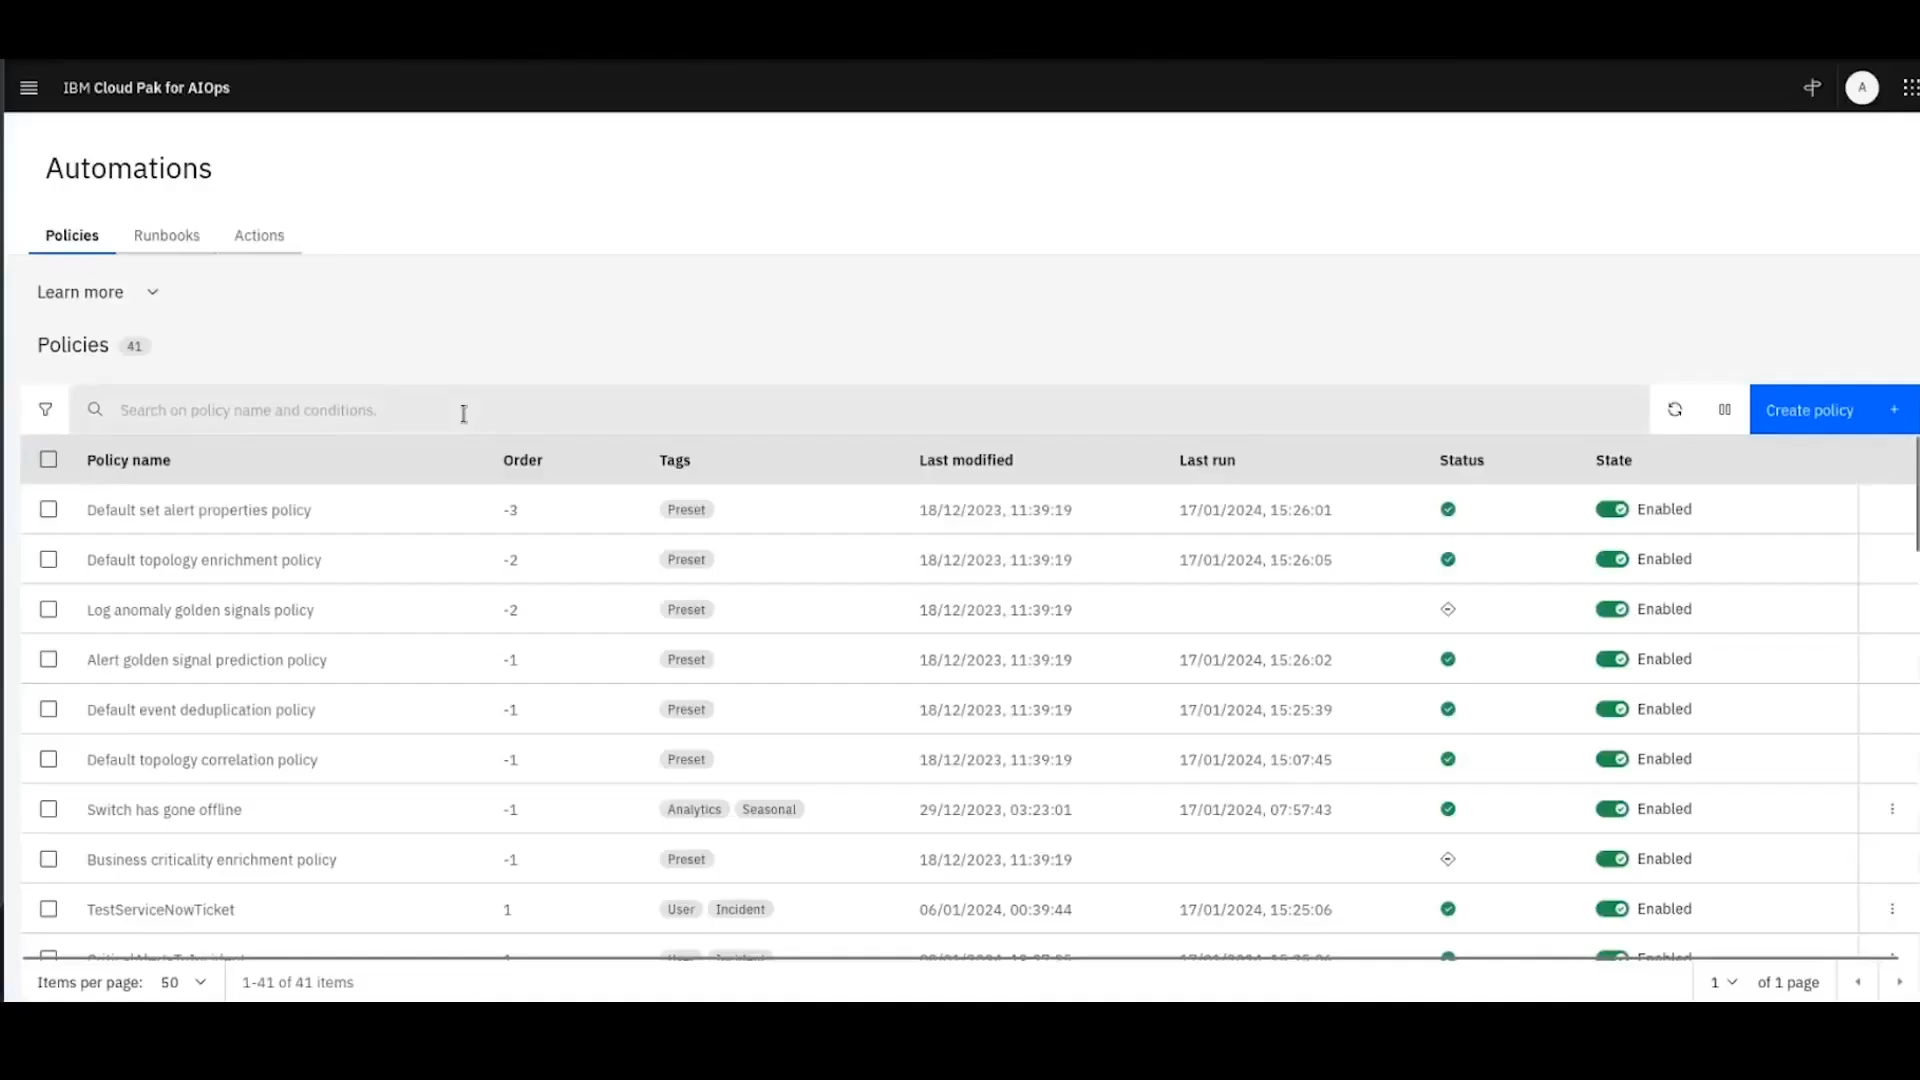 IBM Cloud Pak for AIOps
A
Automations
Policies Runbooks Actions
Learn more
Policies 41
Search on policy name and conditions.
Create policy +
Policy name Order Tags Last modified Last run Status State
Default set alert properties policy -3 Preset 18/12/2023, 11:39:19 17/01/2024, 15:26:01 Enabled
Default topology enrichment policy -2 Preset 18/12/2023, 11:39:19 17/01/2024, 15:26:05 Enabled
Log anomaly golden signals policy -2 Preset 18/12/2023, 11:39:19 Enabled
Alert golden signal prediction policy -1 Preset 18/12/2023, 11:39:19 17/01/2024, 15:26:02 Enabled
Default event deduplication policy -1 Preset 18/12/2023, 11:39:19 17/01/2024, 15:25:39 Enabled
Default topology correlation policy -1 Preset 18/12/2023, 11:39:19 17/01/2024, 15:07:45 Enabled
Switch has gone offline -1 Analytics Seasonal 29/12/2023, 03:23:01 17/01/2024, 07:57:43 Enabled
Business criticality enrichment policy -1 Preset 18/12/2023, 11:39:19 Enabled
TestServiceNowTicket 1 User Incident 06/01/2024, 00:39:44 17/01/2024, 15:25:06 Enabled
Items per page: 50 1-41 of 41 items 1 of 1 page